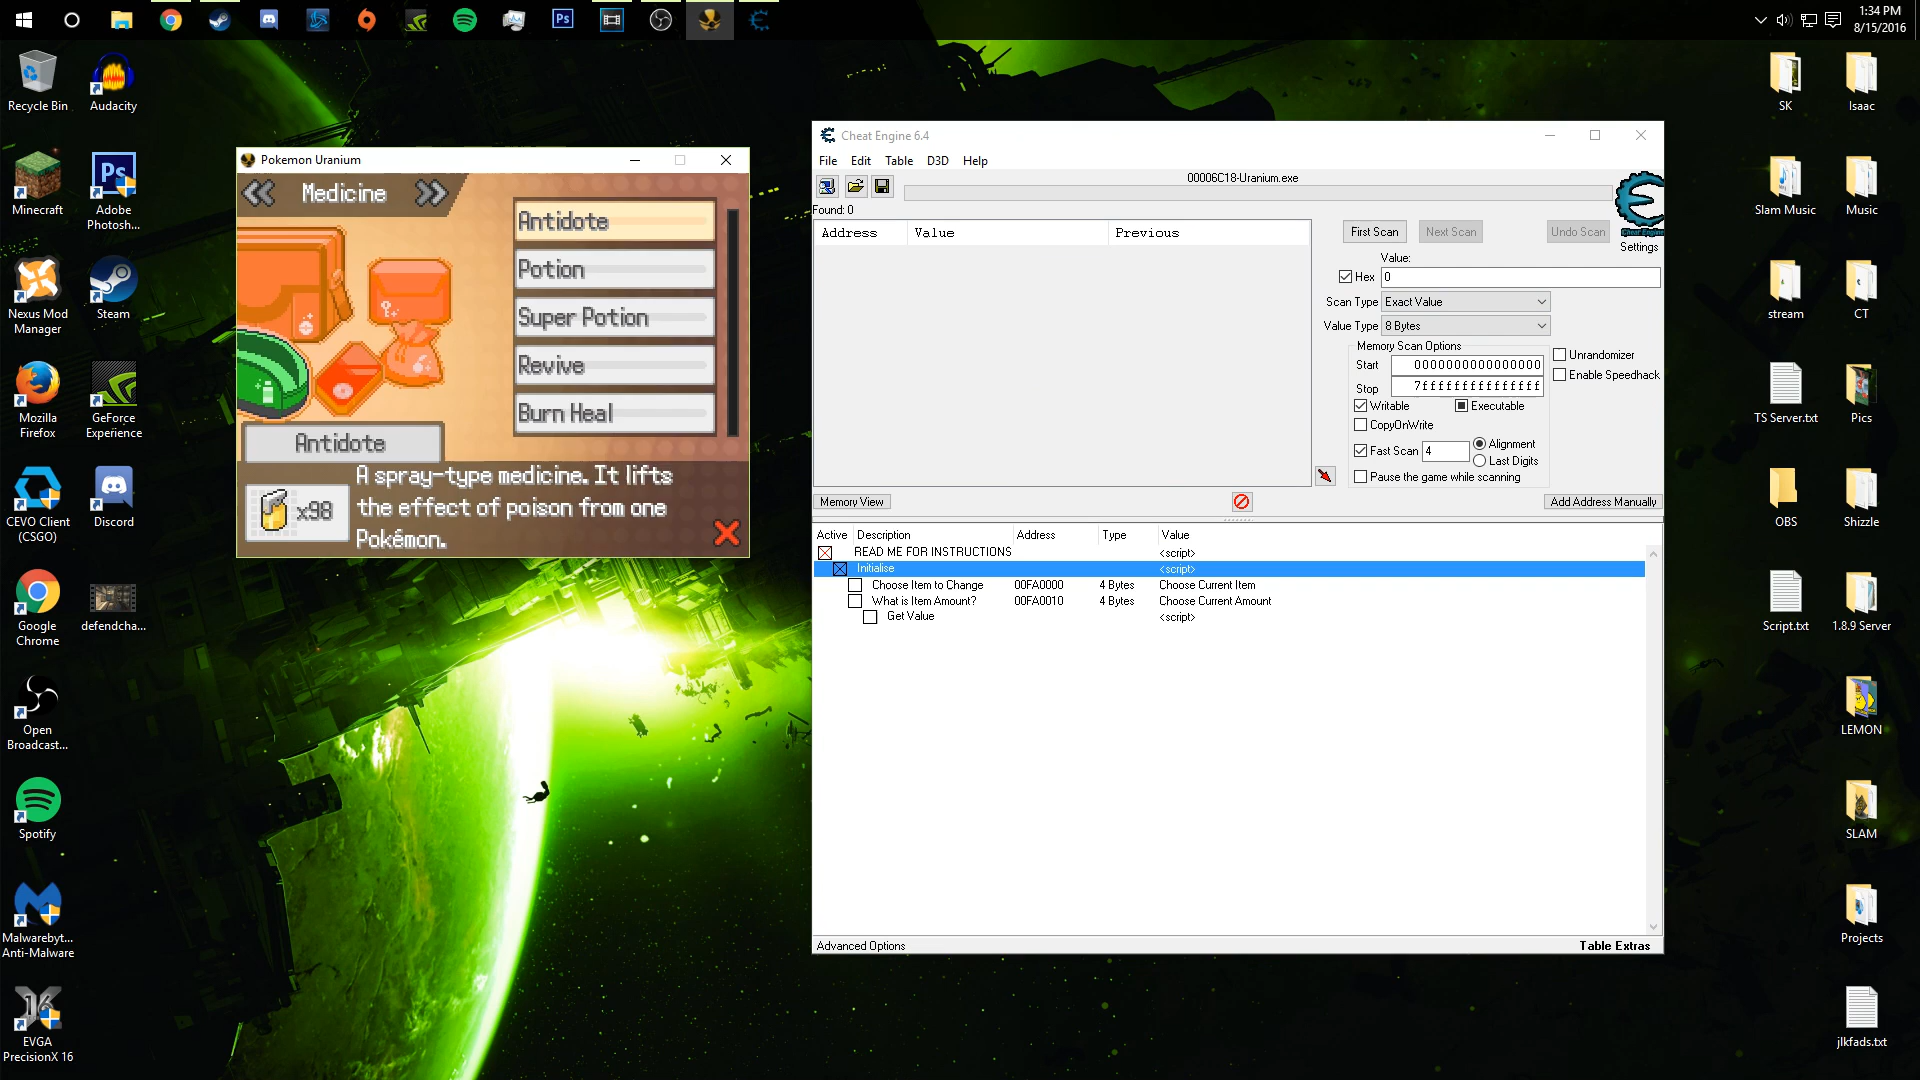 1:34 PM
8/15/2016
Recycle Bin
Audacity
Minecraft
Adobe
Photosh...
Nexus Mod
Manager
Steam
Mozilla
Firefox
GeForce
Experience
CEVO Client
(CSGO)
Discord
Google
Chrome
defendcha...
Open
Broadcast...
Spotify
Malwarebyt...
Anti-Malware
EVGA
PrecisionX 16
Pokemon Uranium
Medicine
Antidote
Potion
Super Potion
Revive
Burn Heal
Antidote
x98
A spray-type medicine. It lifts
the effect of poison from one
Pokémon.
Cheat Engine 6.4
File Edit Table D3D Help
00006C18-Uranium.exe
Found: 0
Address Value Previous
First Scan Next Scan Undo Scan
Cheat Engine
Settings
Value:
Hex 0
Scan Type Exact Value
Value Type 8 Bytes
Memory Scan Options
Start 0000000000000000
Stop 7fffffffffffffff
Unrandomizer
Enable Speedhack
Writable Executable
CopyOnWrite
Fast Scan 4 Alignment
Last Digits
Pause the game while scanning
Memory View Add Address Manually
Active Description Address Type Value
READ ME FOR INSTRUCTIONS <script>
Initialise <script>
Choose Item to Change 00FA0000 4 Bytes Choose Current Item
What is Item Amount? 00FA0010 4 Bytes Choose Current Amount
Get Value <script>
Advanced Options Table Extras
SK
Isaac
Slam Music
Music
stream
CT
TS Server.txt
Pics
OBS
Shizzle
Script.txt
1.8.9 Server
LEMON
SLAM
Projects
jlkfads.txt